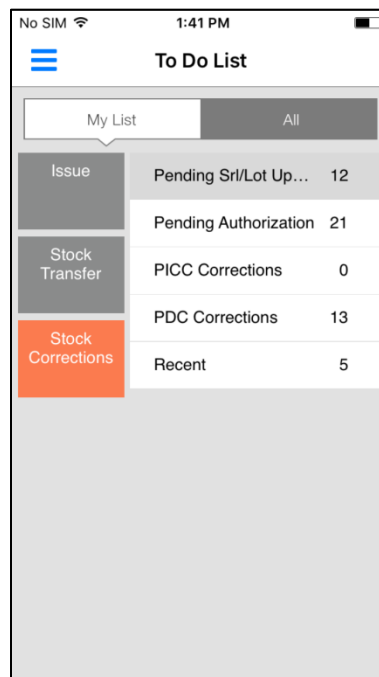 No SIM 1:41 PM
To Do List
My List All
Issue
Stock
Transfer
Stock
Corrections
Pending Srl/Lot Up... 12
Pending Authorization 21
PICC Corrections 0
PDC Corrections 13
Recent 5